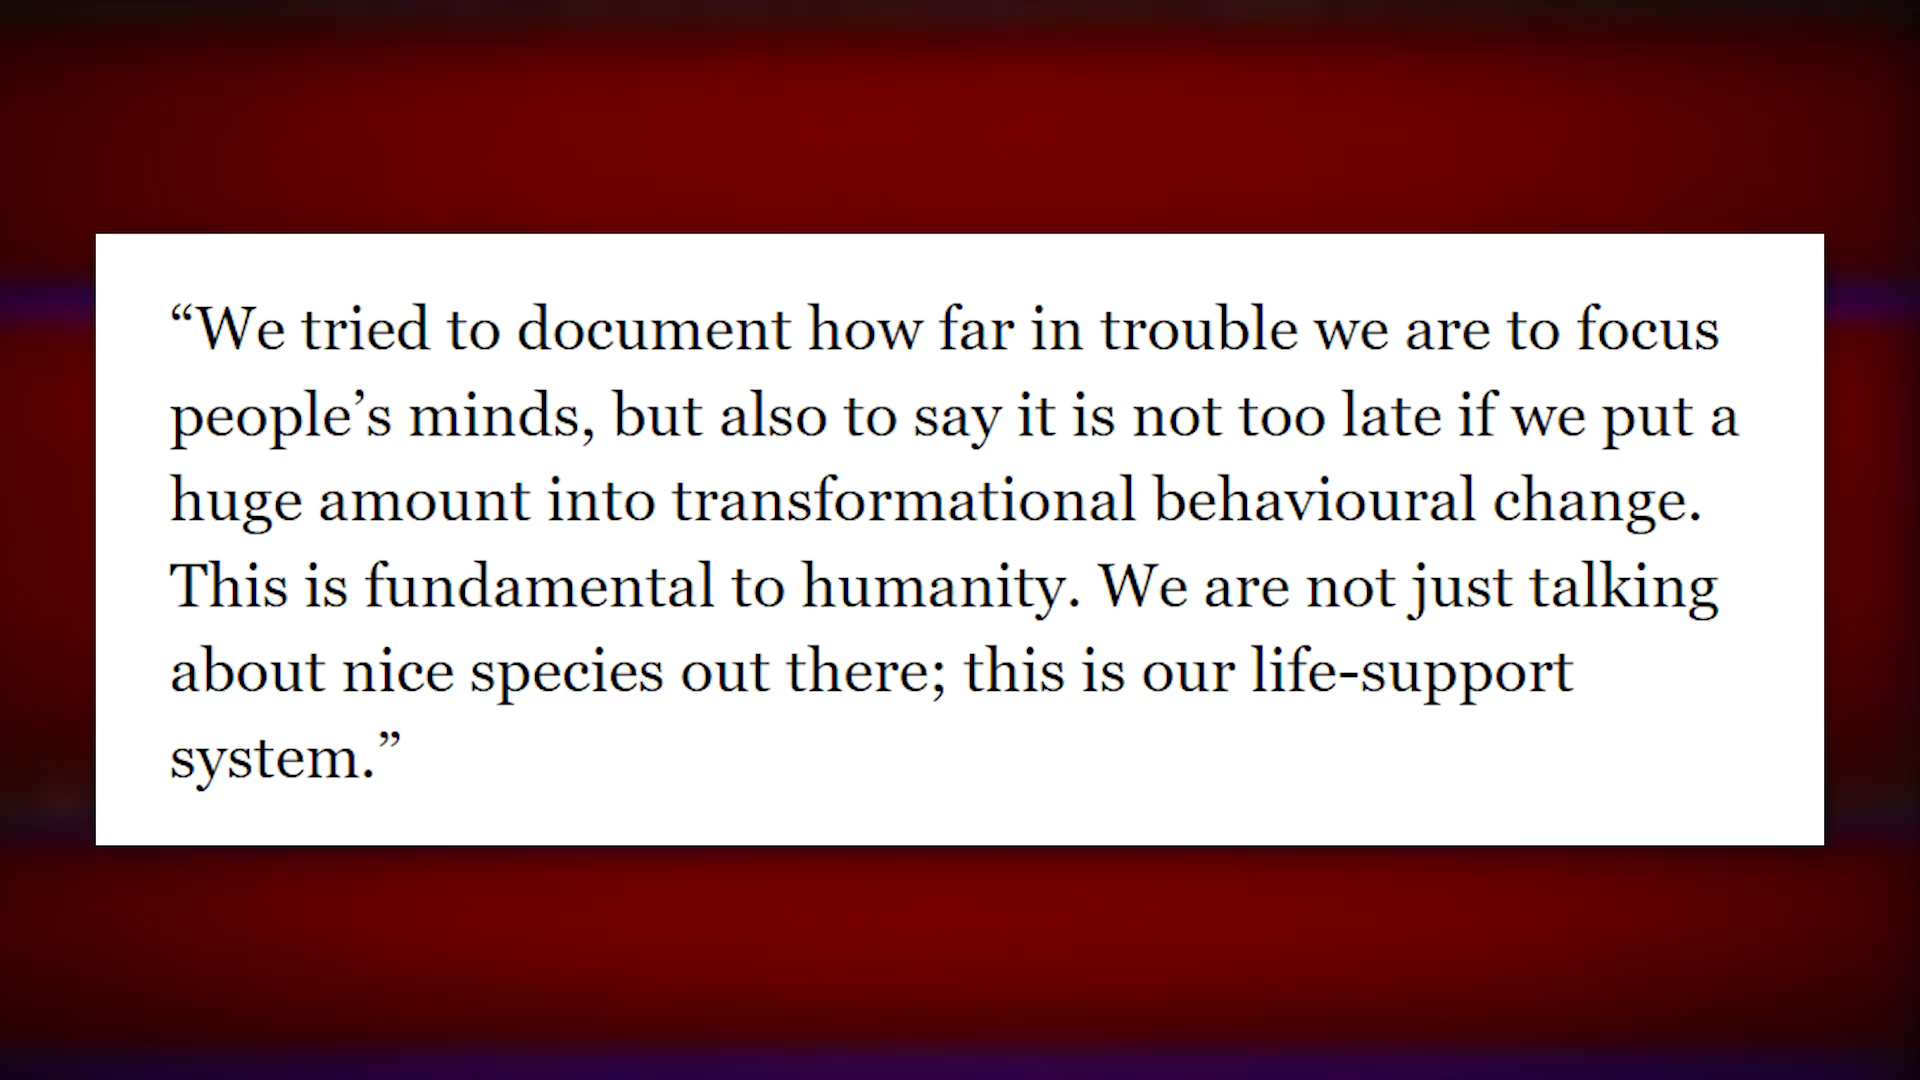 “We tried to document how far in trouble we are to focus
people’s minds, but also to say it is not too late if we put a
huge amount into transformational behavioural change.
This is fundamental to humanity. We are not just talking
about nice species out there; this is our life-support
system.”